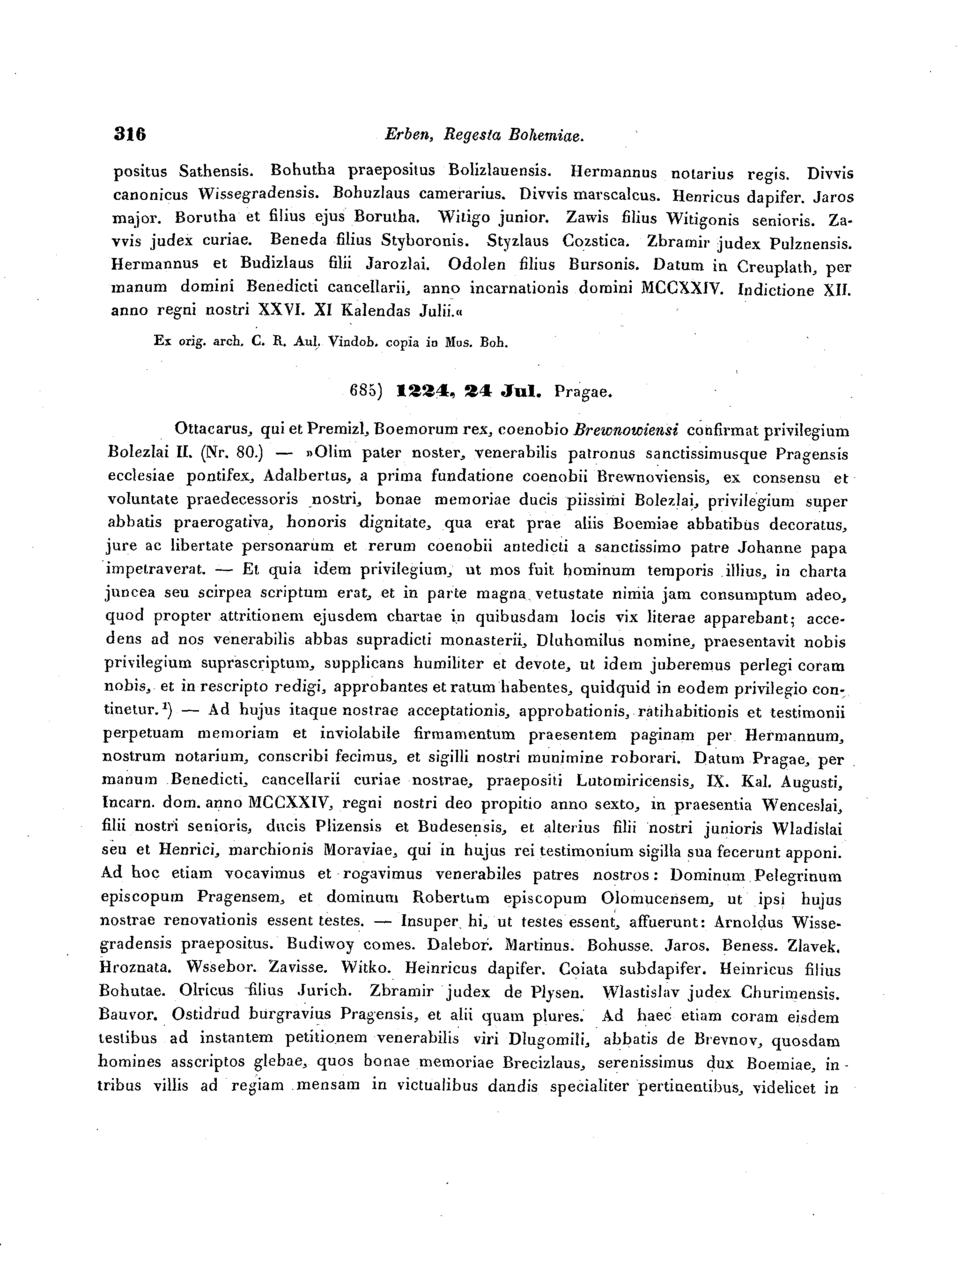 316 Erben, Regesta Bohemiae.
positus Sathensis. Bohutha praepositus Bolizlauensis. Hermannus notarius regis. Divvis
canonicus Wissegradensis. Bohuzlaus camerarius. Divvis marscalcus. Henricus dapifer. Jaros
major. Borutha et filius ejus Borutha. Witigo junior. Zawis filius Witigonis senioris. Za-
vvis judex curiae. Beneda filius Styboronis. Styzlaus Cozstica. Zbramir judex Pulznensis.
Hermannus et Budizlaus filii Jarozlai. Odolen filius Bursonis. Datum in Creuplath, per
manum domini Benedicti cancellarii, anno incarnationis domini MCCXXIV. Indictione XII.
anno regni nostri XXVI. XI Kalendas Julii.«
Ex orig. arch. C. R. Aul. Vindob. copia in Mus. Boh.
685) 1224, 24 Jul. Pragae.
Ottacarus, qui et Premizl, Boemorum rex, coenobio Brewnowiensi confirmat privilegium
Bolezlai II. (Nr. 80.) — »Olim pater noster, venerabilis patronus sanctissimusque Pragensis
ecclesiae pontifex, Adalbertus, a prima fundatione coenobii Brewnoviensis, ex consensu et
voluntate praedecessoris nostri, bonae memoriae ducis piissimi Bolezlai, privilegium super
abbatis praerogativa, honoris dignitate, qua erat prae aliis Boemiae abbatibus decoratus,
jure ac libertate personarum et rerum coenobii antedicti a sanctissimo patre Johanne papa
impetraverat. — Et quia idem privilegium, ut mos fuit hominum temporis illius, in charta
juncea seu scirpea scriptum erat, et in parte magna vetustate nimia jam consumptum adeo,
quod propter attritionem ejusdem chartae in quibusdam locis vix literae apparebant; acce-
dens ad nos venerabilis abbas supradicti monasterii, Dluhomilus nomine, praesentavit nobis
privilegium suprascriptum, supplicans humiliter et devote, ut idem juberemus perlegi coram
nobis, et in rescripto redigi, approbantes et ratum habentes, quidquid in eodem privilegio con-
tinetur.¹) — Ad hujus itaque nostrae acceptationis, approbationis, ratihabitionis et testimonii
perpetuam memoriam et inviolabile firmamentum praesentem paginam per Hermannum,
nostrum notarium, conscribi fecimus, et sigilli nostri munimine roborari. Datum Pragae, per
manum Benedicti, cancellarii curiae nostrae, praepositi Lutomiricensis, IX. Kal. Augusti,
Incarn. dom. anno MCCXXIV, regni nostri deo propitio anno sexto, in praesentia Wenceslai,
filii nostri senioris, ducis Plizensis et Budesensis, et alterius filii nostri junioris Wladislai
seu et Henrici, marchionis Moraviae, qui in hujus rei testimonium sigilla sua fecerunt apponi.
Ad hoc etiam vocavimus et rogavimus venerabiles patres nostros: Dominum Pelegrinum
episcopum Pragensem, et dominum Robertum episcopum Olomucensem, ut ipsi hujus
nostrae renovationis essent testes. — Insuper hi, ut testes essent, affuerunt: Arnoldus Wisse-
gradensis praepositus. Budiwoy comes. Dalebor. Martinus. Bohusse. Jaros. Beness. Zlavek.
Hroznata. Wssebor. Zavisse. Witko. Heinricus dapifer. Coiata subdapifer. Heinricus filius
Bohutae. Olricus filius Jurich. Zbramir judex de Plysen. Wlastislav judex Churimensis.
Bauvor. Ostidrud burgravius Pragensis, et alii quam plures. Ad haec etiam coram eisdem
testibus ad instantem petitionem venerabilis viri Dlugomili, abbatis de Brevnov, quosdam
homines asscriptos glebae, quos bonae memoriae Brecizlaus, serenissimus dux Boemiae, in
tribus villis ad regiam mensam in victualibus dandis specialiter pertinentibus, videlicet in